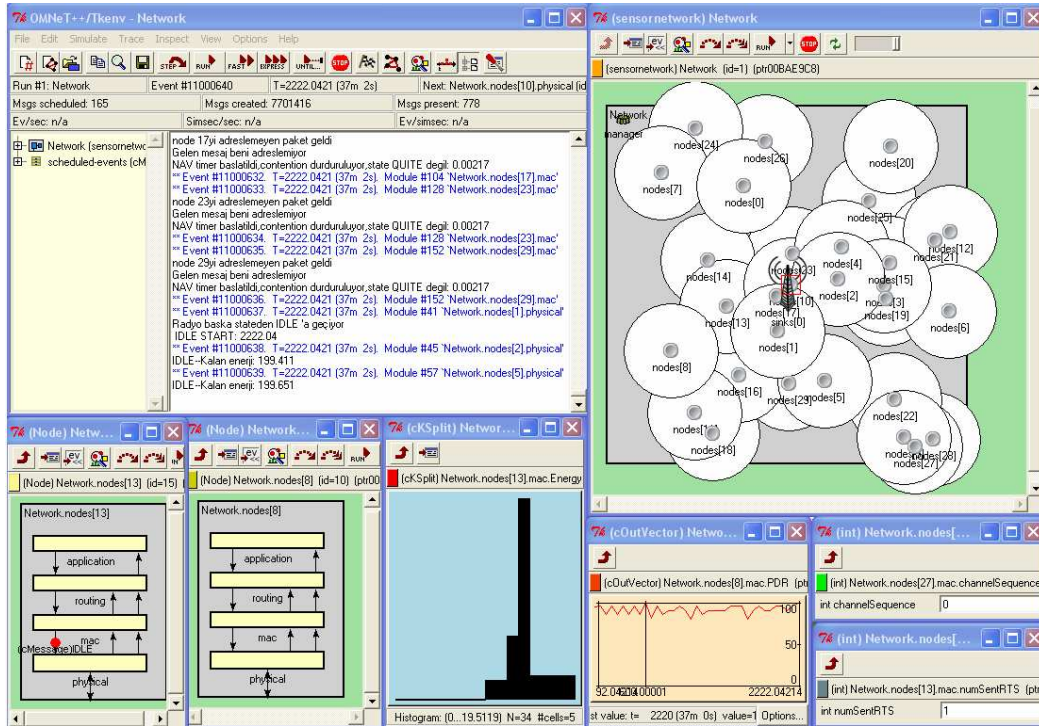 OMNeT++/Tkenv - Network
File Edit Simulate Trace Inspect View Options Help
STEP RUN FAST EXPRESS UNTIL... STOP
Run #1: Network Event #11000640 T=2222.0421 (37m 2s) Next: Network.nodes[10].physical (id
Msgs scheduled: 165 Msgs created: 7701416 Msgs present: 778
Ev/sec: n/a Simsec/sec: n/a Ev/simsec: n/a
Network (sensornetwo
scheduled-events (cM
node 17yi adreslemeyen paket geldi
Gelen mesaj beni adreslemiyor
NAV timer baslatildi,contention durduruluyor,state QUITE degil: 0.00217
** Event #11000632. T=2222.0421 (37m 2s). Module #104 `Network.nodes[17].mac'
** Event #11000633. T=2222.0421 (37m 2s). Module #128 `Network.nodes[23].mac'
node 23yi adreslemeyen paket geldi
Gelen mesaj beni adreslemiyor
NAV timer baslatildi,contention durduruluyor,state QUITE degil: 0.00217
** Event #11000634. T=2222.0421 (37m 2s). Module #128 `Network.nodes[23].mac'
** Event #11000635. T=2222.0421 (37m 2s). Module #152 `Network.nodes[29].mac'
node 29yi adreslemeyen paket geldi
Gelen mesaj beni adreslemiyor
NAV timer baslatildi,contention durduruluyor,state QUITE degil: 0.00217
** Event #11000636. T=2222.0421 (37m 2s). Module #152 `Network.nodes[29].mac'
** Event #11000637. T=2222.0421 (37m 2s). Module #41 `Network.nodes[1].physical'
Radyo baska stateden IDLE 'a geçiyor
IDLE START: 2222.04
** Event #11000638. T=2222.0421 (37m 2s). Module #45 `Network.nodes[2].physical'
IDLE--Kalan enerji: 199.411
** Event #11000639. T=2222.0421 (37m 2s). Module #57 `Network.nodes[5].physical'
IDLE--Kalan enerji: 199.651
(sensornetwork) Network
RUN STOP
(sensornetwork) Network (id=1) (ptr00BAE9C8)
Network
manager
nodes[24]
nodes[26]
nodes[20]
nodes[7]
nodes[0]
nodes[25]
nodes[12]
nodes[21]
nodes[4]
nodes[23]
nodes[14]
nodes[15]
nodes[2]
nodes[3]
nodes[10]
nodes[19]
nodes[13]
nodes[17]
sinks[0]
nodes[6]
nodes[1]
nodes[8]
nodes[16]
nodes[29]
nodes[5]
nodes[22]
nodes[18]
nodes[28]
nodes[27]
(Node) Netw...
(Node) Network.nodes[13] (id=15)
Network.nodes[13]
application
routing
mac
(cMessage)IDLE
physical
(Node) Network...
RUN
(Node) Network.nodes[8] (id=10) (ptr00
Network.nodes[8]
application
routing
mac
physical
(cKSplit) Networ...
(cKSplit) Network.nodes[13].mac.Energy
Histogram: (0...19.5119) N=34 #cells=5
(cOutVector) Netwo...
(cOutVector) Network.nodes[8].mac.PDR (ptr
100
50
0
2222.04214
st value: t= 2220 (37m 0s) value=1 Options...
(int) Network.nodes[...
(int) Network.nodes[27].mac.channelSequence
int channelSequence 0
(int) Network.nodes[...
(int) Network.nodes[13].mac.numSentRTS (ptr
int numSentRTS 1